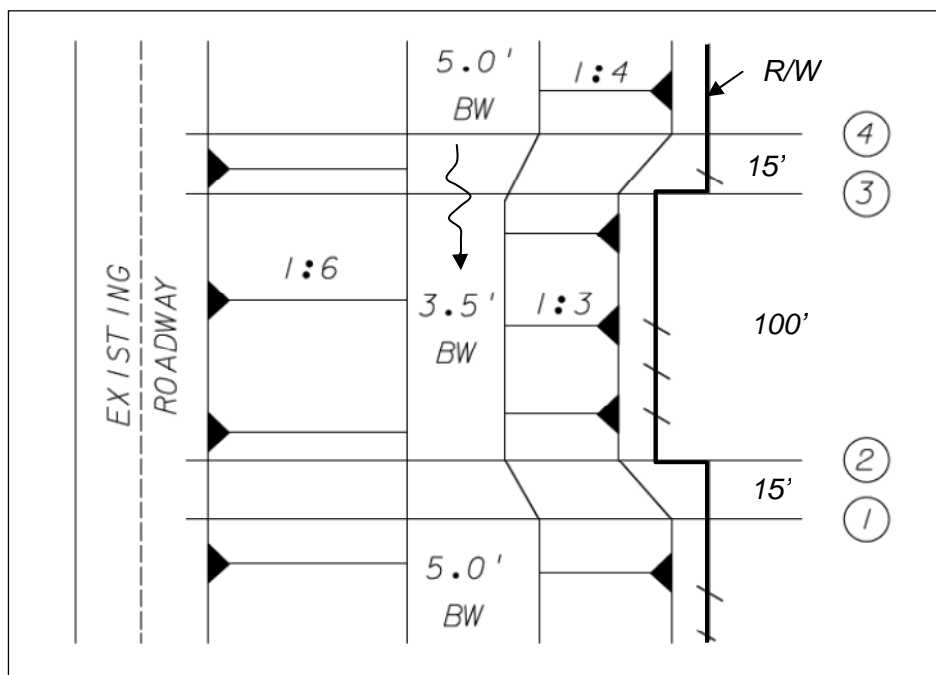 5.0'
BW
1:4
R/W
4
15'
3
EXISTING
ROADWAY
1:6
3.5'
BW
1:3
100'
2
15'
1
5.0'
BW